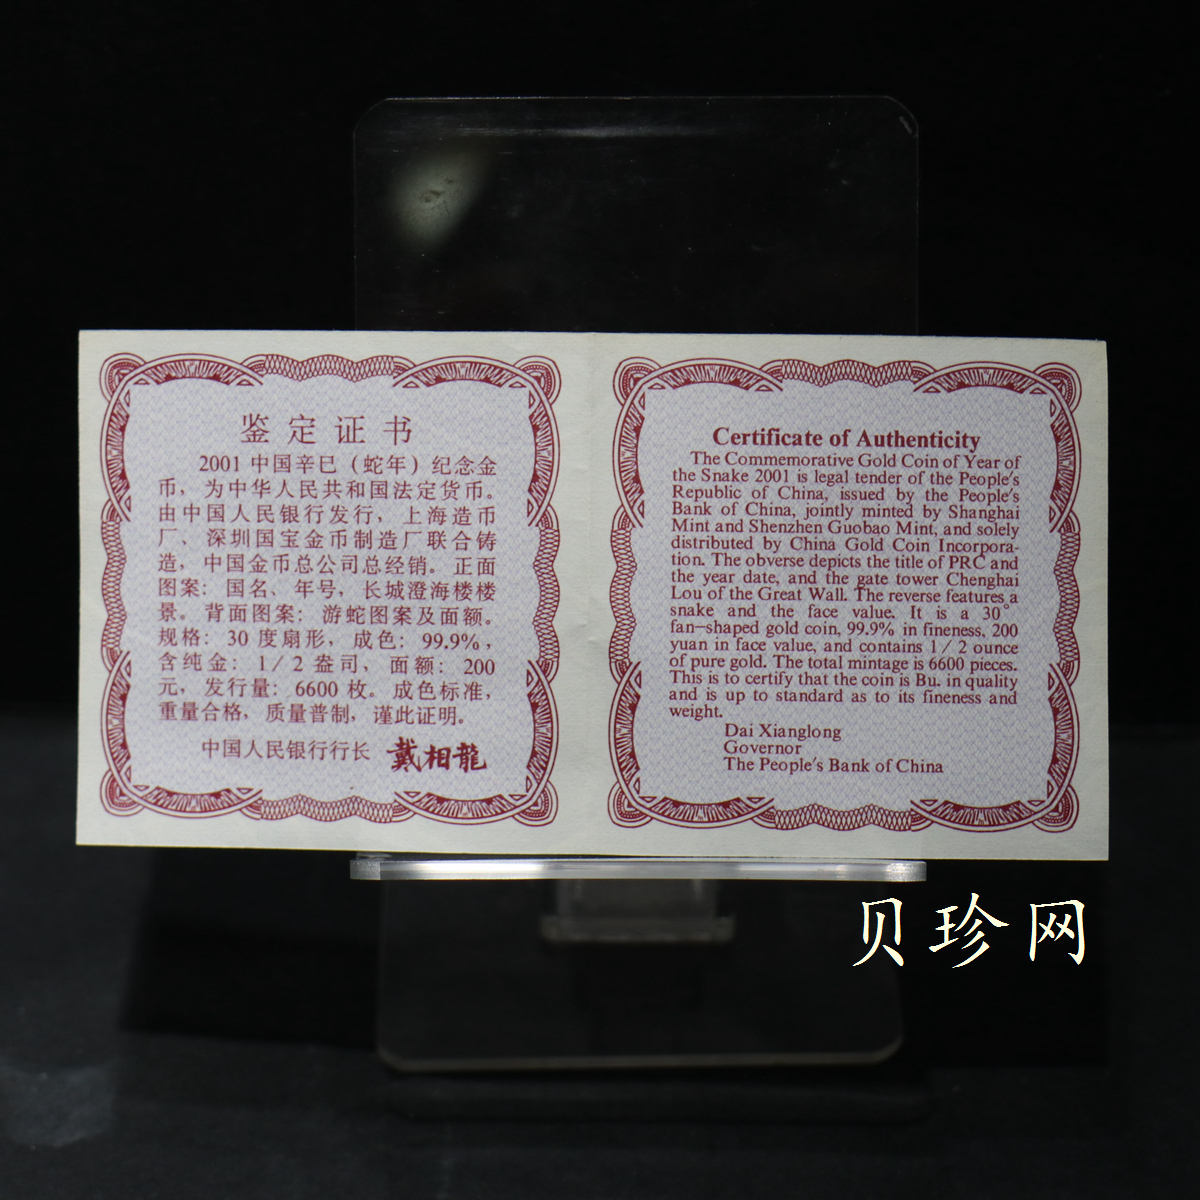 鉴定证书
2001中国辛巳（蛇年）纪念金
币，为中华人民共和国法定货币。
由中国人民银行发行，上海造币
厂、深圳国宝金币制造厂联合铸
造，中国金币总公司总经销。正面
图案：国名、年号，长城澄海楼楼
景。背面图案：游蛇图案及面额。
规格：30度扇形，成色：99.9%，
含纯金：1/2盎司，面额：200
元，发行量：6600枚。成色标准，
重量合格，质量普制，谨此证明。
中国人民银行行长 戴相龍
Certificate of Authenticity
The Commemorative Gold Coin of Year of
the Snake 2001 is legal tender of the People's
Republic of China, issued by the People's
Bank of China, jointly minted by Shanghai
Mint and Shenzhen Guobao Mint, and solely
distributed by China Gold Coin Incorpora-
tion. The obverse depicts the title of PRC and
the year date, and the gate tower Chenghai
Lou of the Great Wall. The reverse features a
snake and the face value. It is a 30°
fan-shaped gold coin, 99.9% in fineness, 200
yuan in face value, and contains 1/2 ounce
of pure gold. The total mintage is 6600 pieces.
This is to certify that the coin is Bu. in quality
and is up to standard as to its fineness and
weight.
Dai Xianglong
Governor
The People's Bank of China
贝珍网